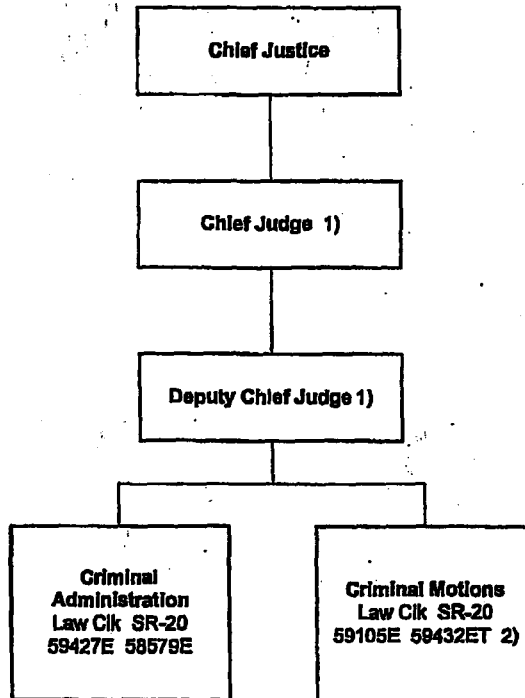 Chief Justice
Chief Judge 1)
Deputy Chief Judge 1)
Criminal
Administration
Law Clk SR-20
59427E 58579E
Criminal Motions
Law Clk SR-20
59105E 59432ET 2)